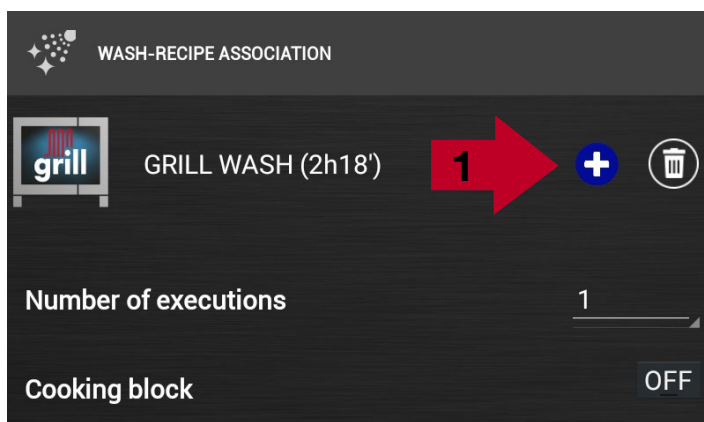 WASH-RECIPE ASSOCIATION
grill
GRILL WASH (2h18')
1
Number of executions
1
Cooking block
OFF